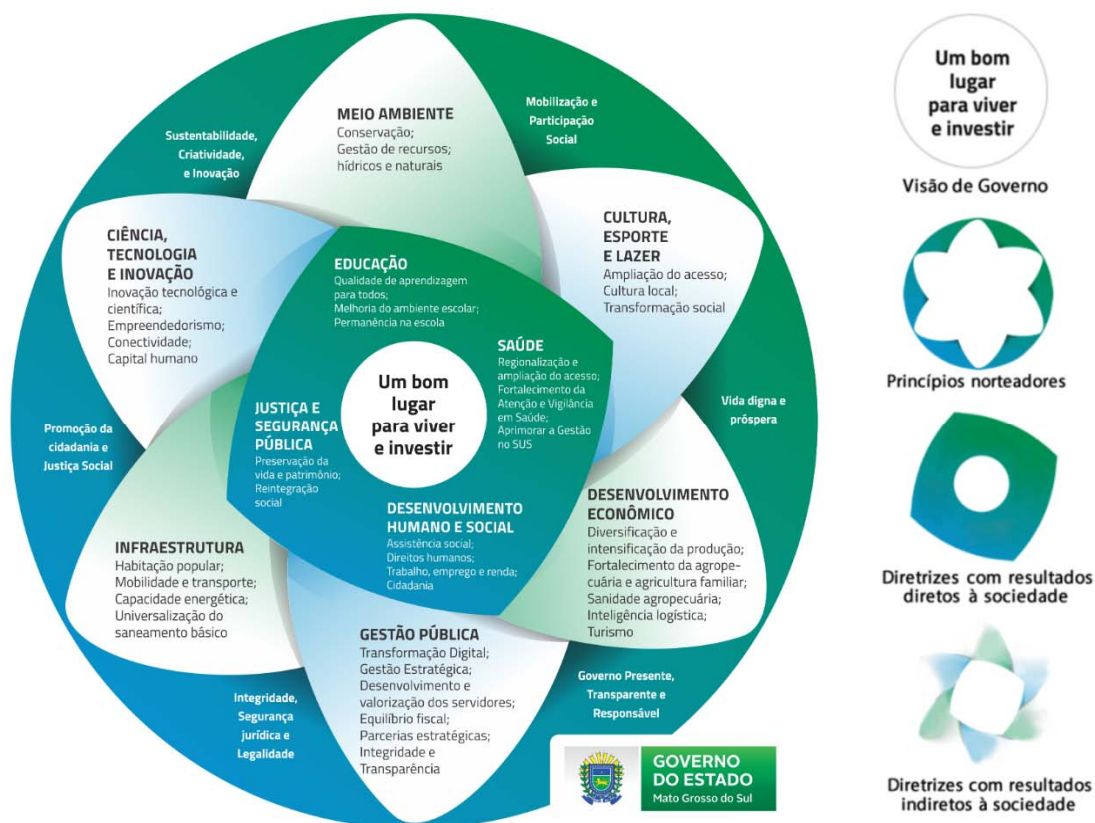 Sustentabilidade,
Criatividade,
e Inovação
MEIO AMBIENTE
Conservação;
Gestão de recursos;
hídricos e naturais
Mobilização e
Participação
Social
CIÊNCIA,
TECNOLOGIA
E INOVAÇÃO
Inovação tecnológica e
científica;
Empreendedorismo;
Conectividade;
Capital humano
EDUCAÇÃO
Qualidade de aprendizagem
para todos;
Melhoria do ambiente escolar;
Permanência na escola
CULTURA,
ESPORTE
E LAZER
Ampliação do acesso;
Cultura local;
Transformação social
SAÚDE
Regionalização e
ampliação do acesso;
Fortalecimento da
Atenção e Vigilância
em Saúde;
Aprimorar a Gestão
no SUS
Um bom
lugar
para viver
e investir
JUSTIÇA E
SEGURANÇA
PÚBLICA
Preservação da
vida e patrimônio;
Reintegração
social
Promoção da
cidadania e
Justiça Social
Vida digna e
próspera
DESENVOLVIMENTO
HUMANO E SOCIAL
Assistência social;
Direitos humanos;
Trabalho, emprego e renda;
Cidadania
DESENVOLVIMENTO
ECONÔMICO
Diversificação e
intensificação da produção;
Fortalecimento da agrope-
cuária e agricultura familiar;
Sanidade agropecuária;
Inteligência logística;
Turismo
INFRAESTRUTURA
Habitação popular;
Mobilidade e transporte;
Capacidade energética;
Universalização do
saneamento básico
GESTÃO PÚBLICA
Transformação Digital;
Gestão Estratégica;
Desenvolvimento e
valorização dos servidores;
Equilíbrio fiscal;
Parcerias estratégicas;
Integridade e
Transparência
Integridade,
Segurança
jurídica e
Legalidade
Governo Presente,
Transparente e
Responsável
GOVERNO
DO ESTADO
Mato Grosso do Sul
Um bom
lugar
para viver
e investir
Visão de Governo
Princípios norteadores
Diretrizes com resultados
diretos à sociedade
Diretrizes com resultados
indiretos à sociedade